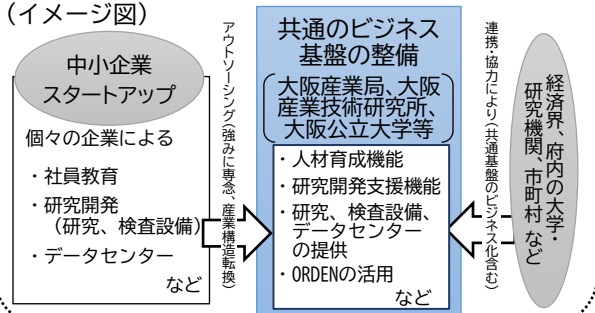 （イメージ図）
中小企業
スタートアップ
個々の企業による
・社員教育
・研究開発
（研究、検査設備）
・データセンター
など
アウトソーシング（強みに専念、産業構造転換）
共通のビジネス
基盤の整備
大阪産業局、大阪
産業技術研究所、
大阪公立大学等
・人材育成機能
・研究開発支援機能
・研究、検査設備、
データセンター
の提供
・ORDENの活用
など
連携・協力により（共通基盤のビジネス化含む）
経済界、府内の大学・
研究機関、市町村 など